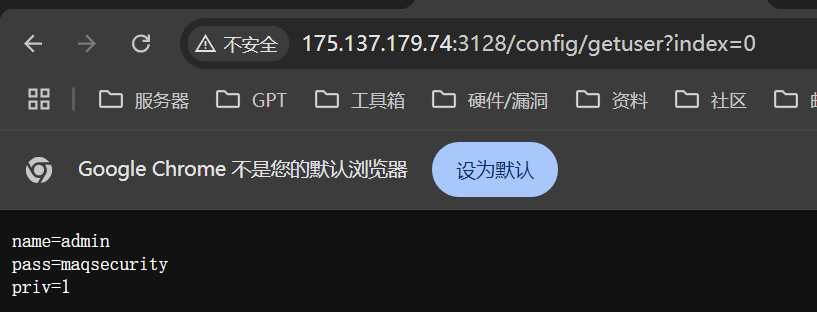 不安全 175.137.179.74:3128/config/getuser?index=0
服务器 GPT 工具箱 硬件/漏洞 资料 社区
Google Chrome 不是您的默认浏览器 设为默认
name=admin
pass=maqsecurity
priv=1